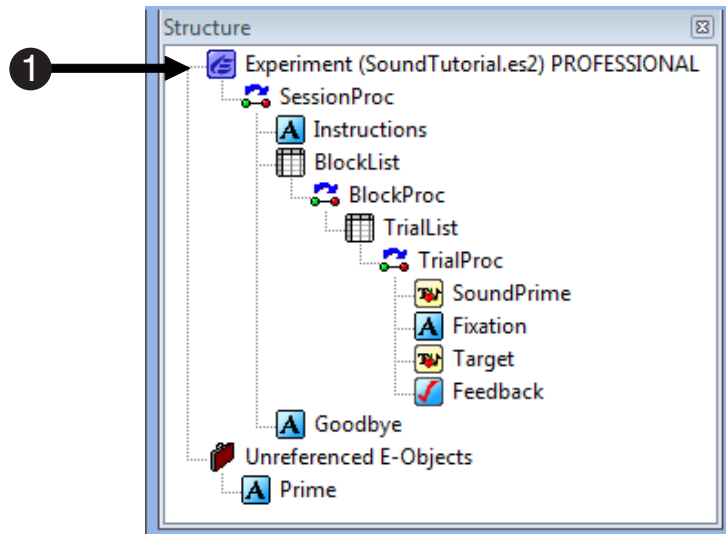 Structure
1
Experiment (SoundTutorial.es2) PROFESSIONAL
SessionProc
A Instructions
BlockList
BlockProc
TrialList
TrialProc
SoundPrime
A Fixation
Target
Feedback
A Goodbye
Unreferenced E-Objects
A Prime